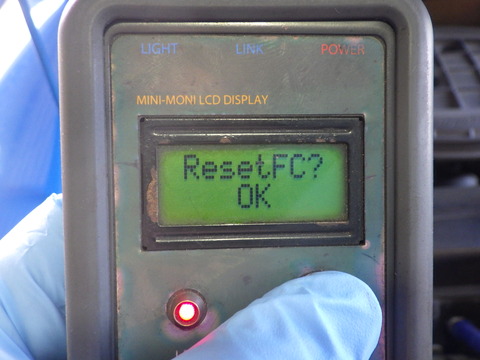 LIGHT LINK POWER
MINI-MONI LCD DISPLAY
ResetFC?
OK